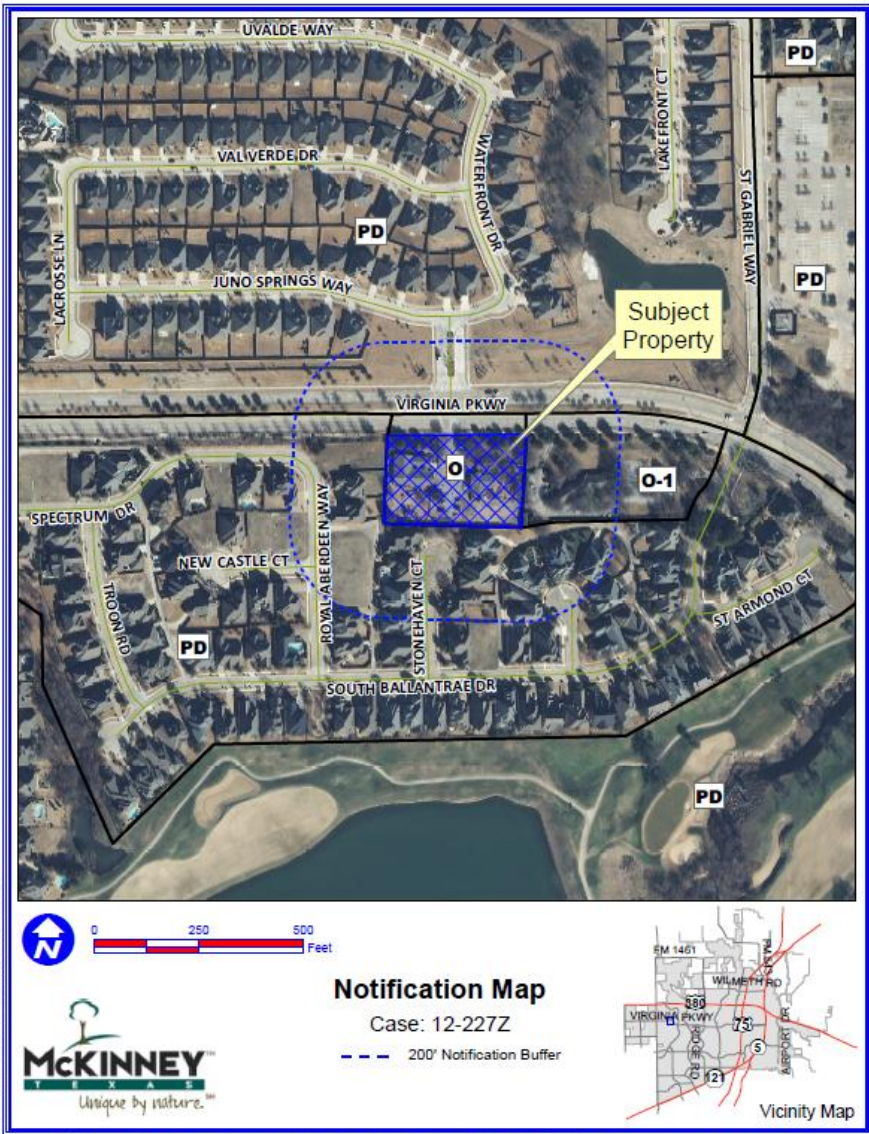 UVALDE WAY
PD
LAKEFRONT CT
WATERFRONT DR
VAL VERDE DR
ST GABRIEL WAY
PD
LACROSSE LN
JUNO SPRINGS WAY
PD
Subject
Property
VIRGINIA PKWY
O
O-1
SPECTRUM DR
ROYAL ABERDEEN WAY
NEW CASTLE CT
TROON RD
STONEHAVEN CT
ST ARMOND CT
PD
SOUTH BALLANTRAE DR
PD
N
0 250 500
Feet
Notification Map
Case: 12-227Z
200' Notification Buffer
McKINNEY™
TEXAS
Unique by nature.℠
FM 1461
FM 543
WILMETH RD
380
VIRGINIA PKWY
75
RIDGE RD
5
AIRPORT DR
121
Vicinity Map